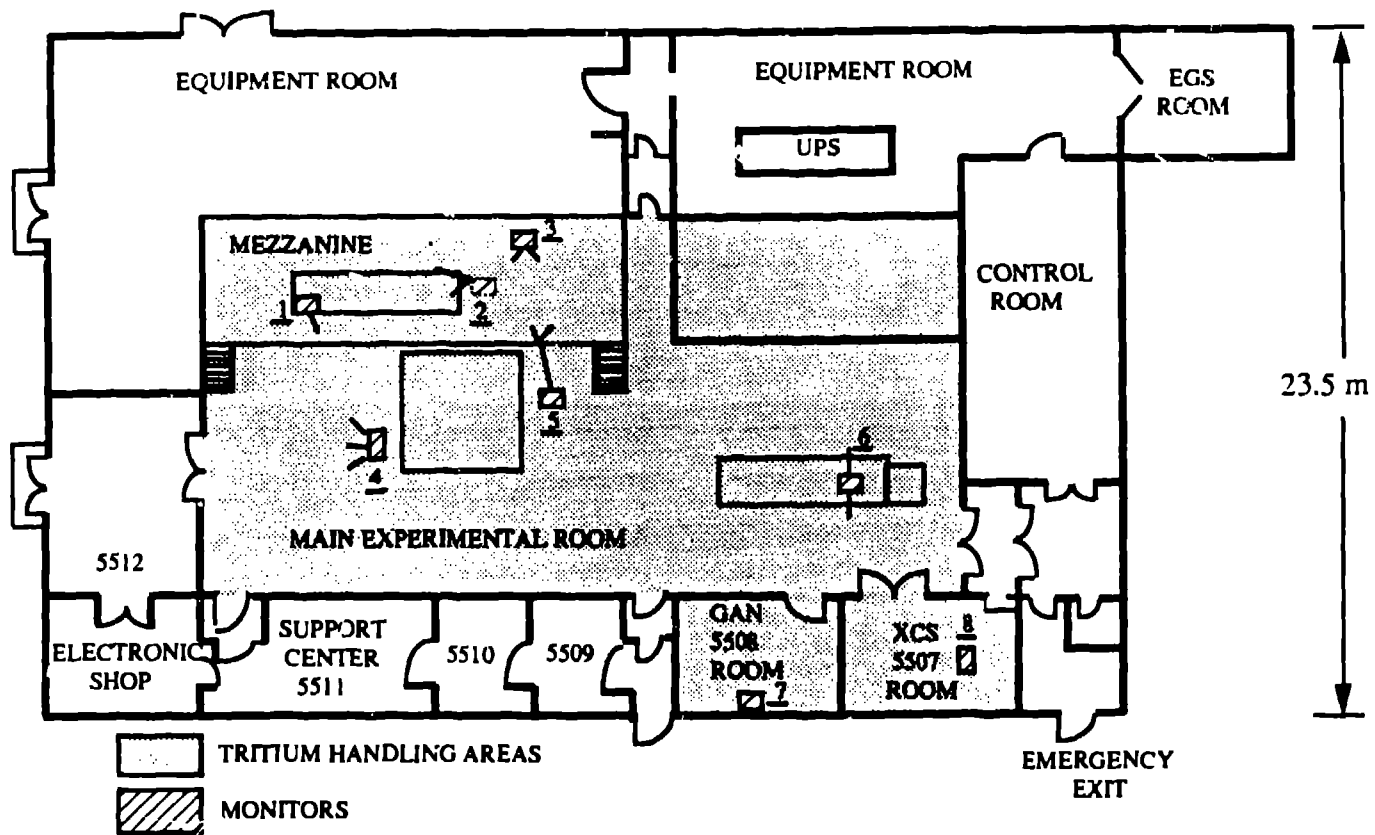 EQUIPMENT ROOM
EQUIPMENT ROOM
EGS
ROOM
UPS
MEZZANINE
3
1
2
CONTROL
ROOM
23.5 m
5
4
6
MAIN EXPERIMENTAL ROOM
5512
ELECTRONIC
SHOP
SUPPORT
CENTER
5511
5510
5509
GAN
5508
ROOM
7
XCS
5507
ROOM
8
EMERGENCY
EXIT
TRITIUM HANDLING AREAS
MONITORS